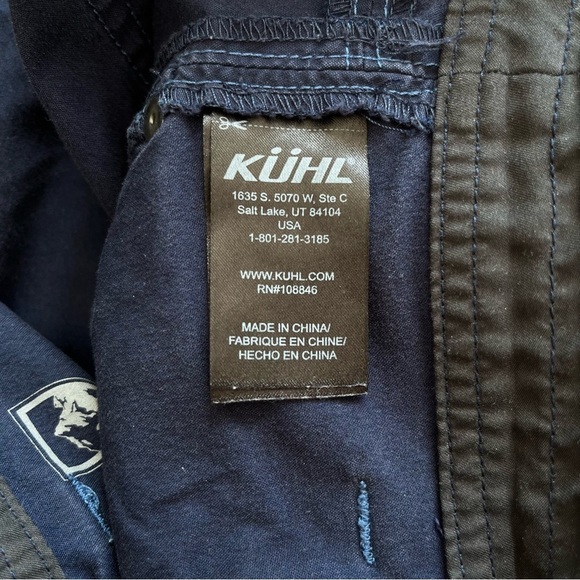 KÜHL
1635 S. 5070 W, Ste C
Salt Lake, UT 84104
USA
1-801-281-3185
WWW.KUHL.COM
RN#108846
MADE IN CHINA/
FABRIQUE EN CHINE/
HECHO EN CHINA